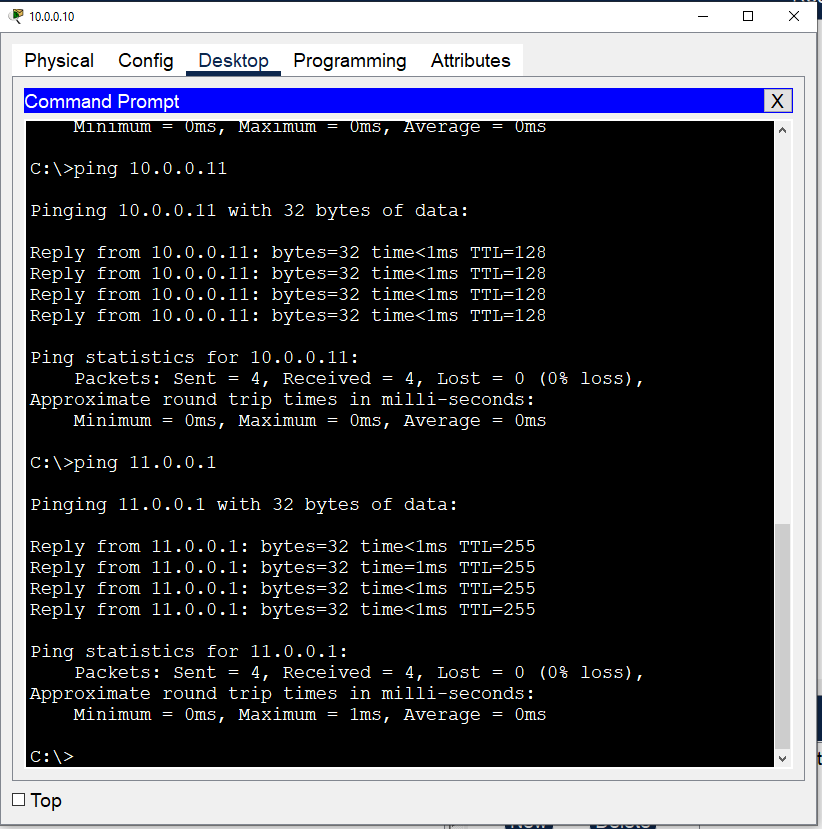 10.0.0.10
Physical Config Desktop Programming Attributes
Command Prompt X
Minimum = 0ms, Maximum = 0ms, Average = 0ms
C:\>ping 10.0.0.11
Pinging 10.0.0.11 with 32 bytes of data:
Reply from 10.0.0.11: bytes=32 time<1ms TTL=128
Reply from 10.0.0.11: bytes=32 time<1ms TTL=128
Reply from 10.0.0.11: bytes=32 time<1ms TTL=128
Reply from 10.0.0.11: bytes=32 time<1ms TTL=128
Ping statistics for 10.0.0.11:
Packets: Sent = 4, Received = 4, Lost = 0 (0% loss),
Approximate round trip times in milli-seconds:
Minimum = 0ms, Maximum = 0ms, Average = 0ms
C:\>ping 11.0.0.1
Pinging 11.0.0.1 with 32 bytes of data:
Reply from 11.0.0.1: bytes=32 time<1ms TTL=255
Reply from 11.0.0.1: bytes=32 time=1ms TTL=255
Reply from 11.0.0.1: bytes=32 time<1ms TTL=255
Reply from 11.0.0.1: bytes=32 time<1ms TTL=255
Ping statistics for 11.0.0.1:
Packets: Sent = 4, Received = 4, Lost = 0 (0% loss),
Approximate round trip times in milli-seconds:
Minimum = 0ms, Maximum = 1ms, Average = 0ms
C:\>
Top